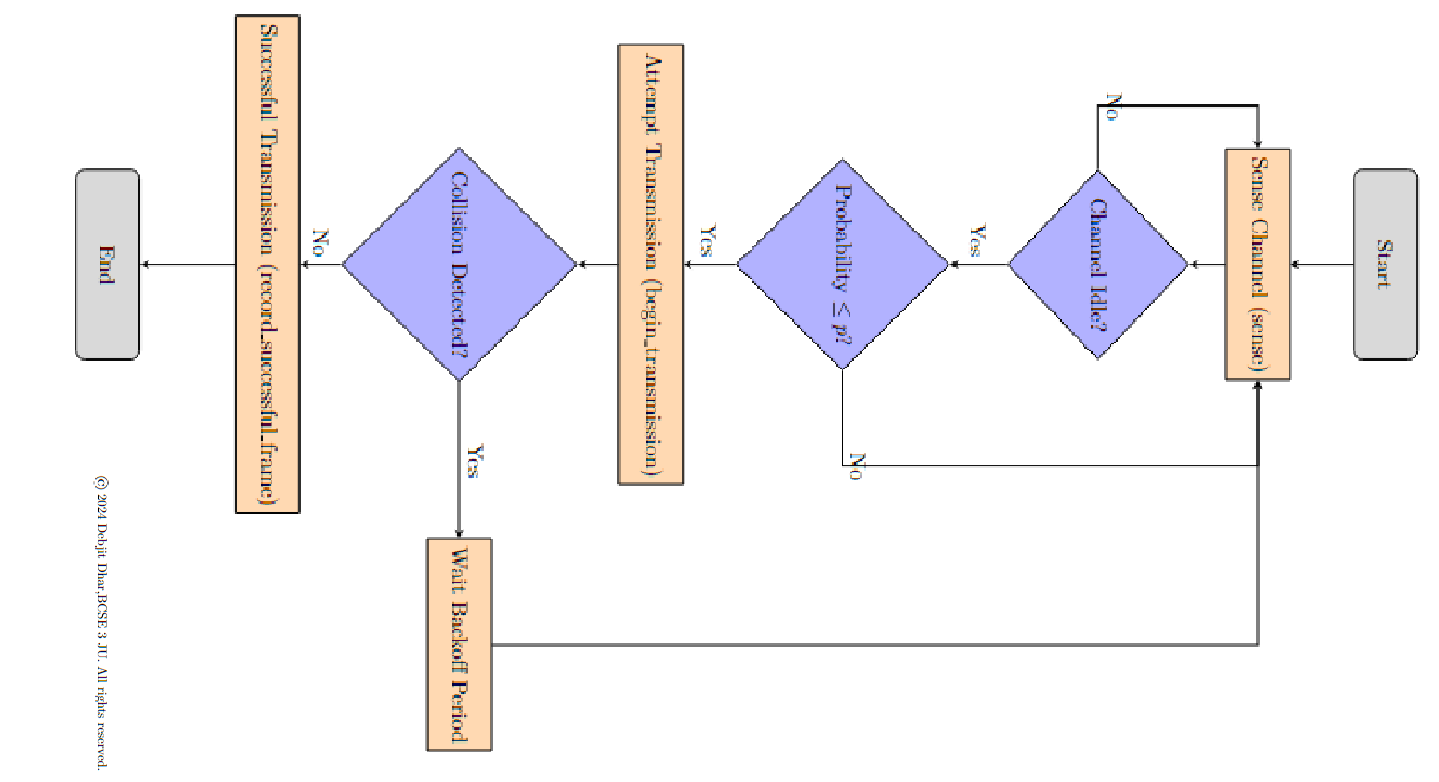 Start
Sense Channel (sense)
No
Channel Idle?
Yes
Probability ≤ p?
No
Yes
Attempt Transmission (begin_transmission)
Collision Detected?
Yes
Wait Backoff Period
No
Successful Transmission (record_successful_frame)
End
© 2024 Debjit Dhar,BCSE 3 JU. All rights reserved.